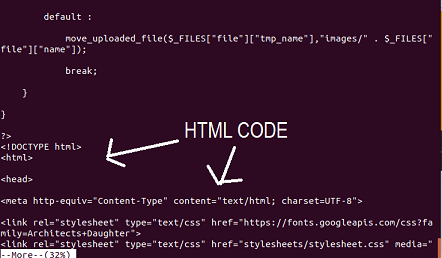 default :
move_uploaded_file($_FILES["file"]["tmp_name"],"images/" . $_FILES["
file"]["name"]);
break;
}
}
?>
HTML CODE
<!DOCTYPE html>
<html>
<head>
<meta http-equiv="Content-Type" content="text/html; charset=UTF-8">
<link rel="stylesheet" type="text/css" href="https://fonts.googleapis.com/css?fa
mily=Architects+Daughter">
<link rel="stylesheet" type="text/css" href="stylesheets/stylesheet.css" media="
--More--(32%)